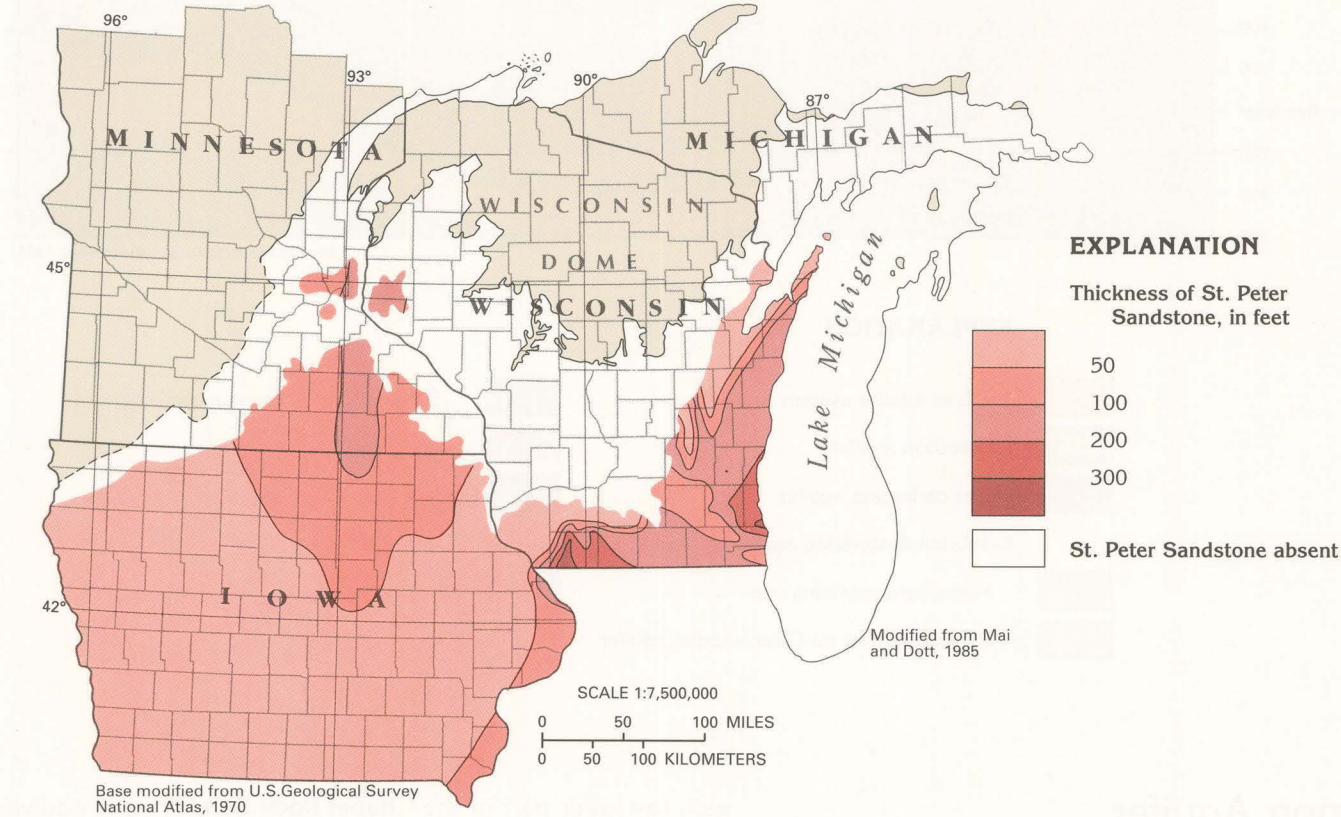 96°
93°
90°
87°
MINNESOTA
MICHIGAN
WISCONSIN
DOME
WISCONSIN
45°
Lake Michigan
IOWA
42°
EXPLANATION
Thickness of St. Peter
Sandstone, in feet
50
100
200
300
St. Peter Sandstone absent
Modified from Mai
and Dott, 1985
SCALE 1:7,500,000
0 50 100 MILES
0 50 100 KILOMETERS
Base modified from U.S.Geological Survey
National Atlas, 1970